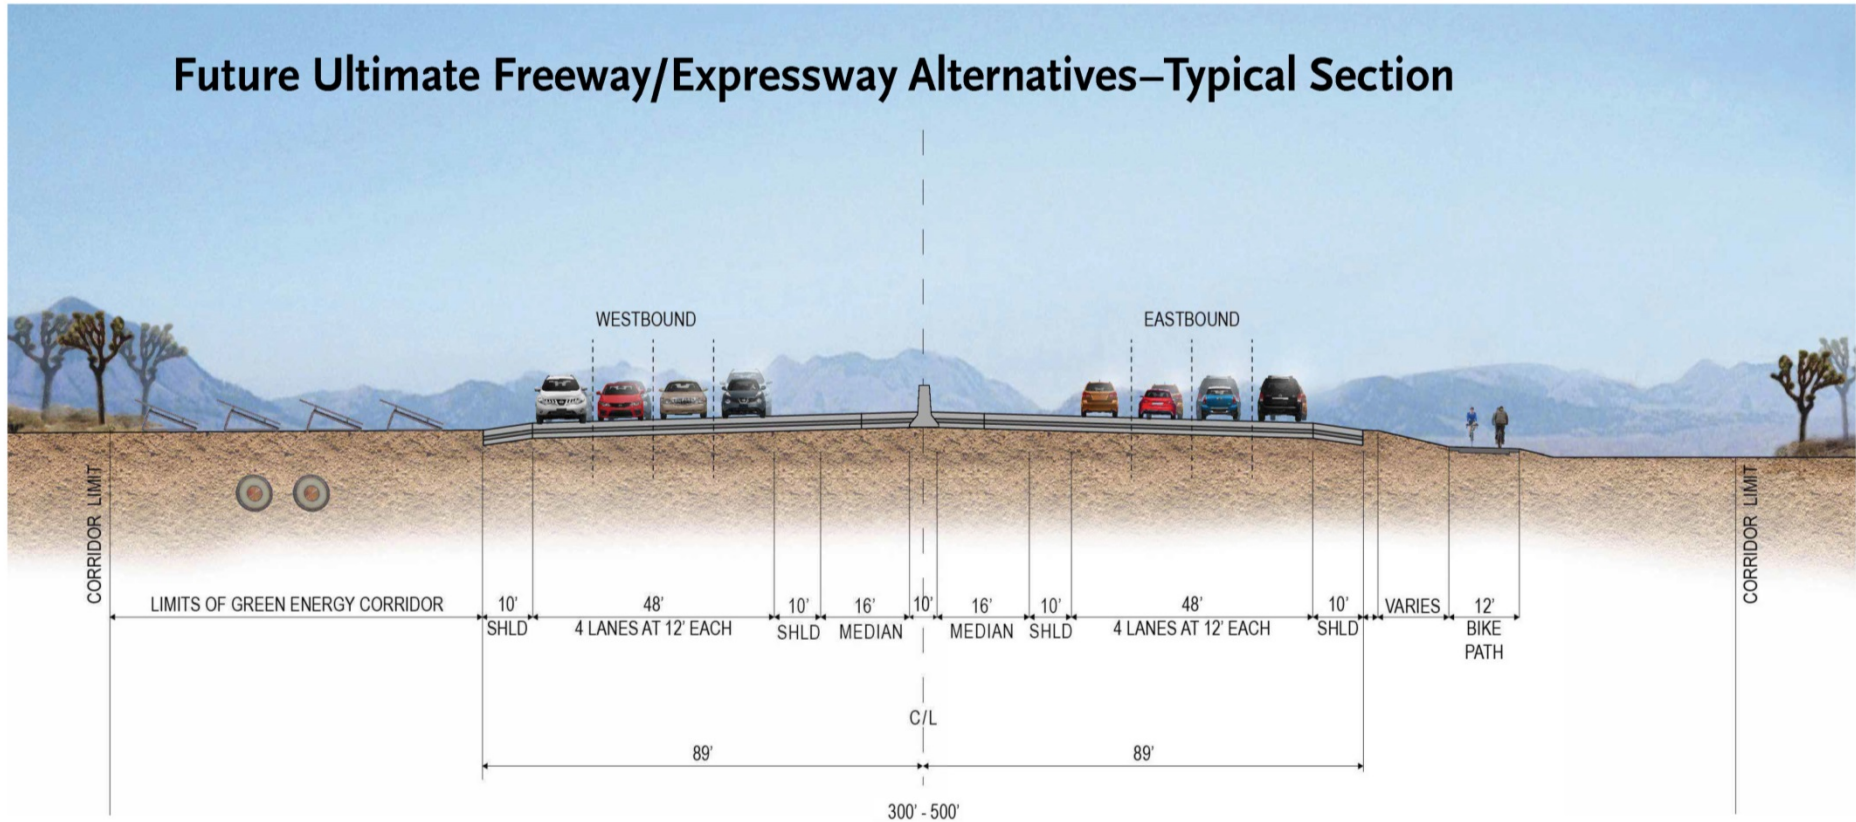 Future Ultimate Freeway/Expressway Alternatives–Typical Section
WESTBOUND
EASTBOUND
CORRIDOR LIMIT
CORRIDOR LIMIT
LIMITS OF GREEN ENERGY CORRIDOR
10'
SHLD
48'
4 LANES AT 12' EACH
10'
SHLD
16'
MEDIAN
10'
16'
MEDIAN
10'
SHLD
48'
4 LANES AT 12' EACH
10'
SHLD
VARIES
12'
BIKE
PATH
C/L
89'
89'
300' - 500'